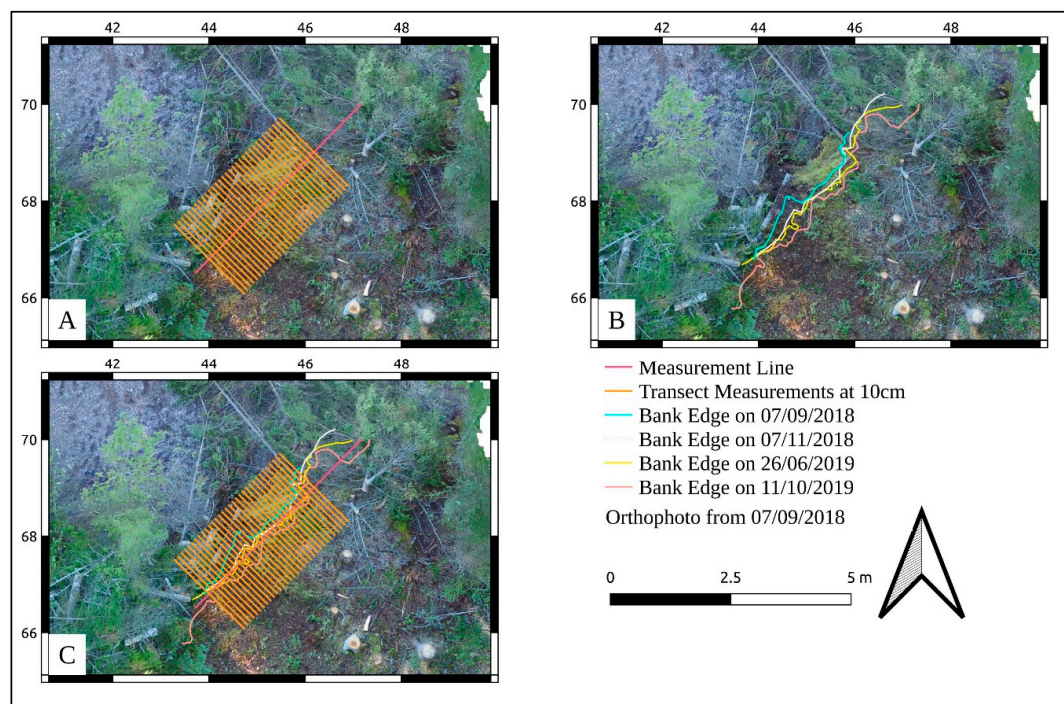 42 44 46 48
70
68
66
A
42 44 46 48
70
68
66
B
42 44 46 48
70
68
66
C
Measurement Line
Transect Measurements at 10cm
Bank Edge on 07/09/2018
Bank Edge on 07/11/2018
Bank Edge on 26/06/2019
Bank Edge on 11/10/2019
Orthophoto from 07/09/2018
0 2.5 5 m